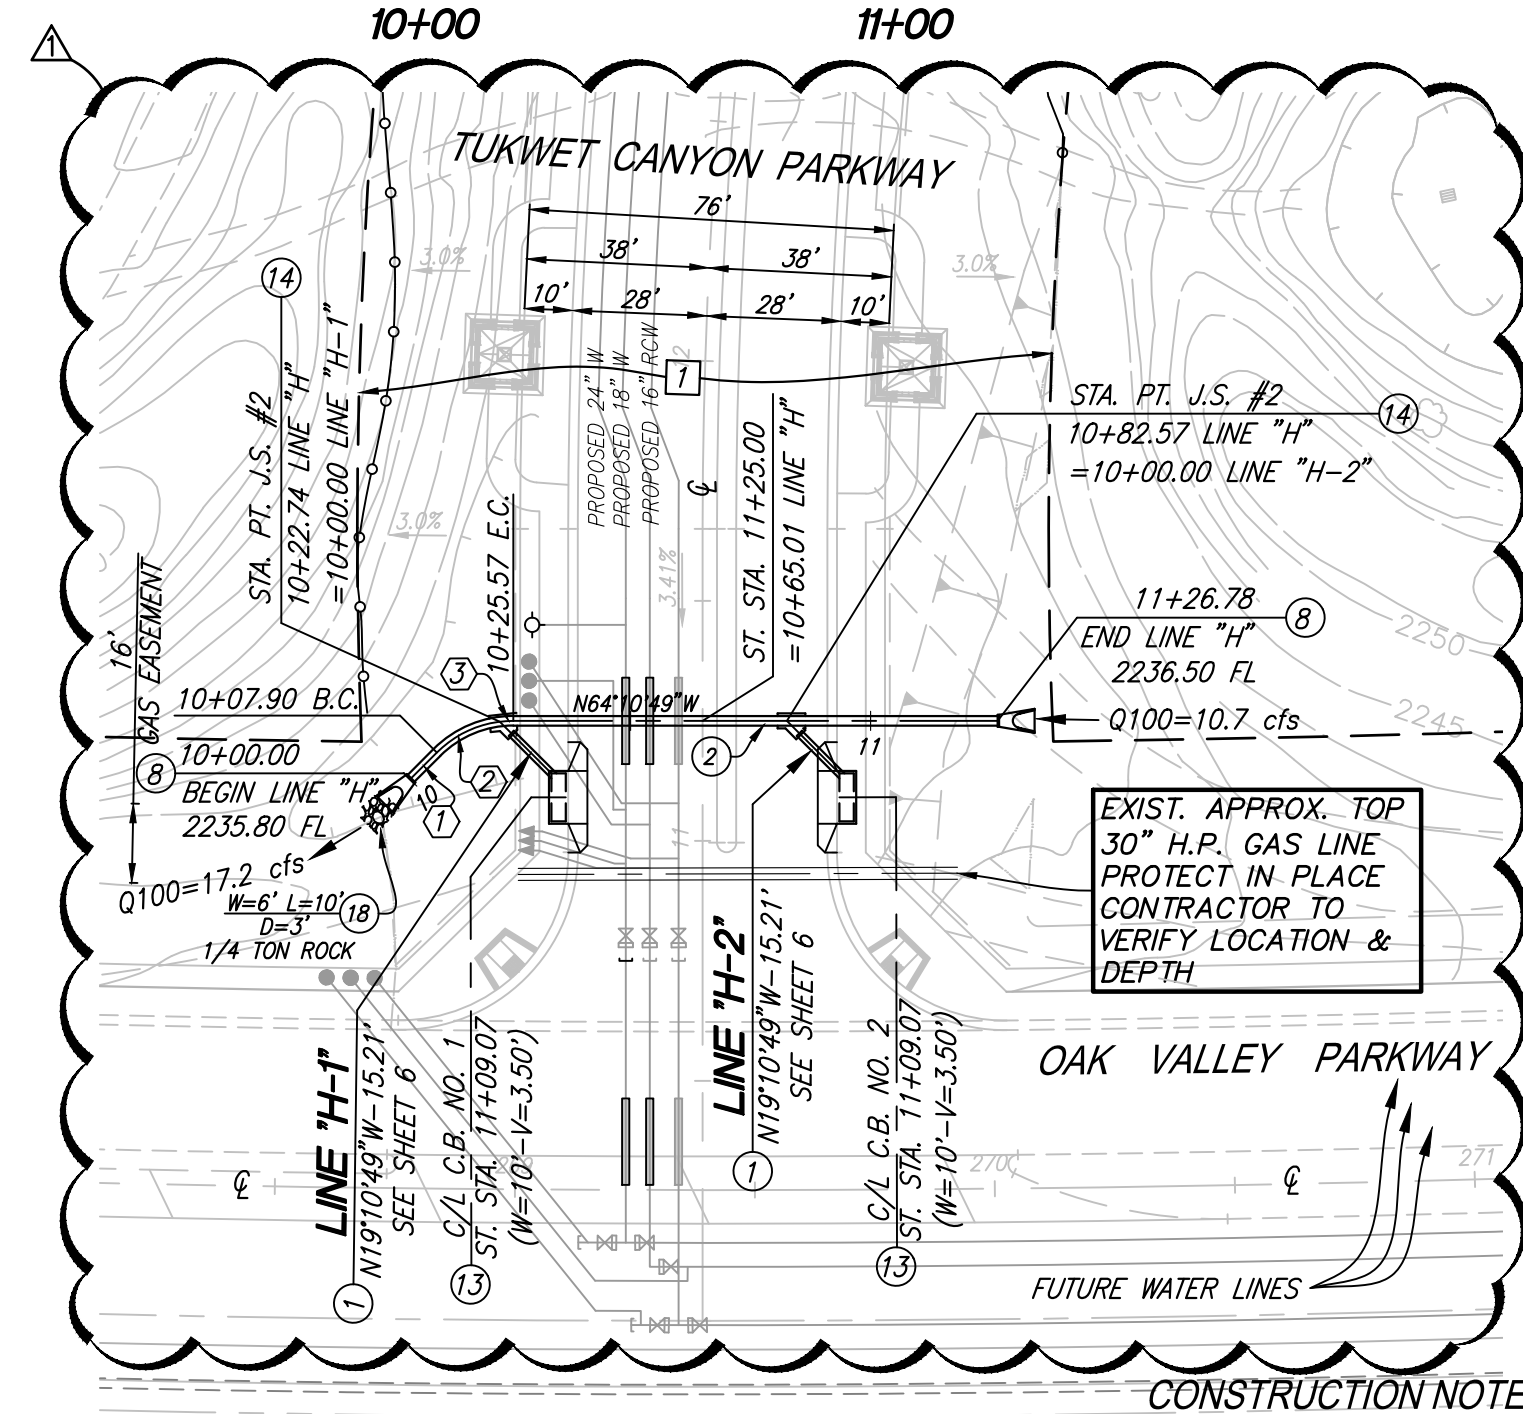 10+00
11+00
1
TUKWET CANYON PARKWAY
76'
38'
38'
10'
28'
28'
10'
3.0%
3.0%
3.0%
3.41%
14
STA. PT. J.S. #2
10+22.74 LINE "H"
=10+00.00 LINE "H-1"
PROPOSED 24" W
PROPOSED 18" W
PROPOSED 16" RCW
12
1
℄
STA. PT. J.S. #2
10+82.57 LINE "H"
=10+00.00 LINE "H-2"
14
10+25.57 E.C.
ST. STA. 11+25.00
=10+65.01 LINE "H"
16'
GAS EASEMENT
11+26.78
END LINE "H"
2236.50 FL
8
2250
2245
3
N64°10'49"W
10+07.90 B.C.
Q100=10.7 cfs
11
2
8
10+00.00
BEGIN LINE "H"
2235.80 FL
10
2
1
Q100=17.2 cfs
W=6' L=10'
D=3'
1/4 TON ROCK
18
11
EXIST. APPROX. TOP
30" H.P. GAS LINE
PROTECT IN PLACE
CONTRACTOR TO
VERIFY LOCATION &
DEPTH
LINE "H-1"
N19°10'49"W-15.21'
SEE SHEET 6
1
C/L C.B. NO. 1
ST. STA. 11+09.07
(W=10'-V=3.50')
13
LINE "H-2"
N19°10'49"W-15.21'
SEE SHEET 6
1
C/L C.B. NO. 2
ST. STA. 11+09.07
(W=10'-V=3.50')
13
OAK VALLEY PARKWAY
℄
270
℄
271
FUTURE WATER LINES
CONSTRUCTION NOTE